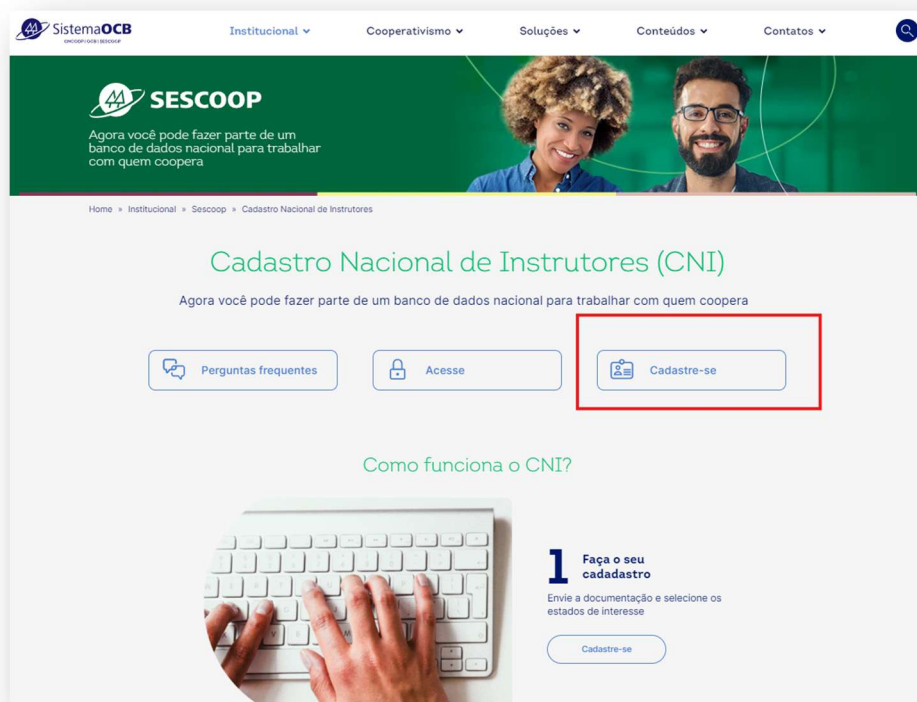 SistemaOCB
CNCOOP | OCB | SESCOOP
Institucional
Cooperativismo
Soluções
Conteúdos
Contatos
SESCOOP
Agora você pode fazer parte de um
banco de dados nacional para trabalhar
com quem coopera
Home » Institucional » Sescoop » Cadastro Nacional de Instrutores
Cadastro Nacional de Instrutores (CNI)
Agora você pode fazer parte de um banco de dados nacional para trabalhar com quem coopera
Perguntas frequentes
Acesse
Cadastre-se
Como funciona o CNI?
1
Faça o seu
cadadastro
Envie a documentação e selecione os
estados de interesse
Cadastre-se